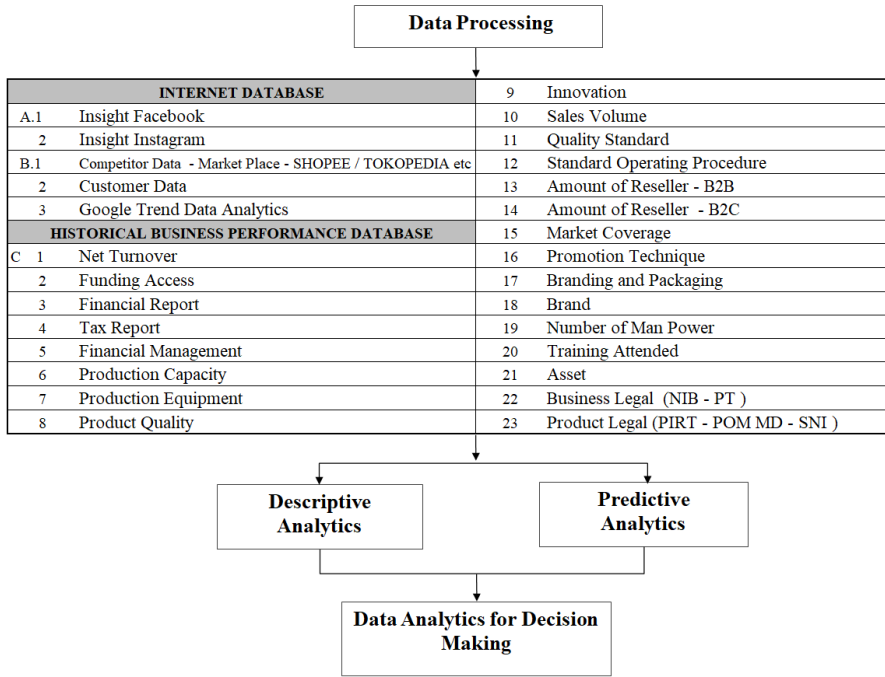 Data Processing
INTERNET DATABASE
A.1 Insight Facebook
2 Insight Instagram
B.1 Competitor Data - Market Place - SHOPEE / TOKOPEDIA etc
2 Customer Data
3 Google Trend Data Analytics
HISTORICAL BUSINESS PERFORMANCE DATABASE
C 1 Net Turnover
2 Funding Access
3 Financial Report
4 Tax Report
5 Financial Management
6 Production Capacity
7 Production Equipment
8 Product Quality
9 Innovation
10 Sales Volume
11 Quality Standard
12 Standard Operating Procedure
13 Amount of Reseller - B2B
14 Amount of Reseller - B2C
15 Market Coverage
16 Promotion Technique
17 Branding and Packaging
18 Brand
19 Number of Man Power
20 Training Attended
21 Asset
22 Business Legal (NIB - PT )
23 Product Legal (PIRT - POM MD - SNI )
Descriptive
Analytics
Predictive
Analytics
Data Analytics for Decision
Making